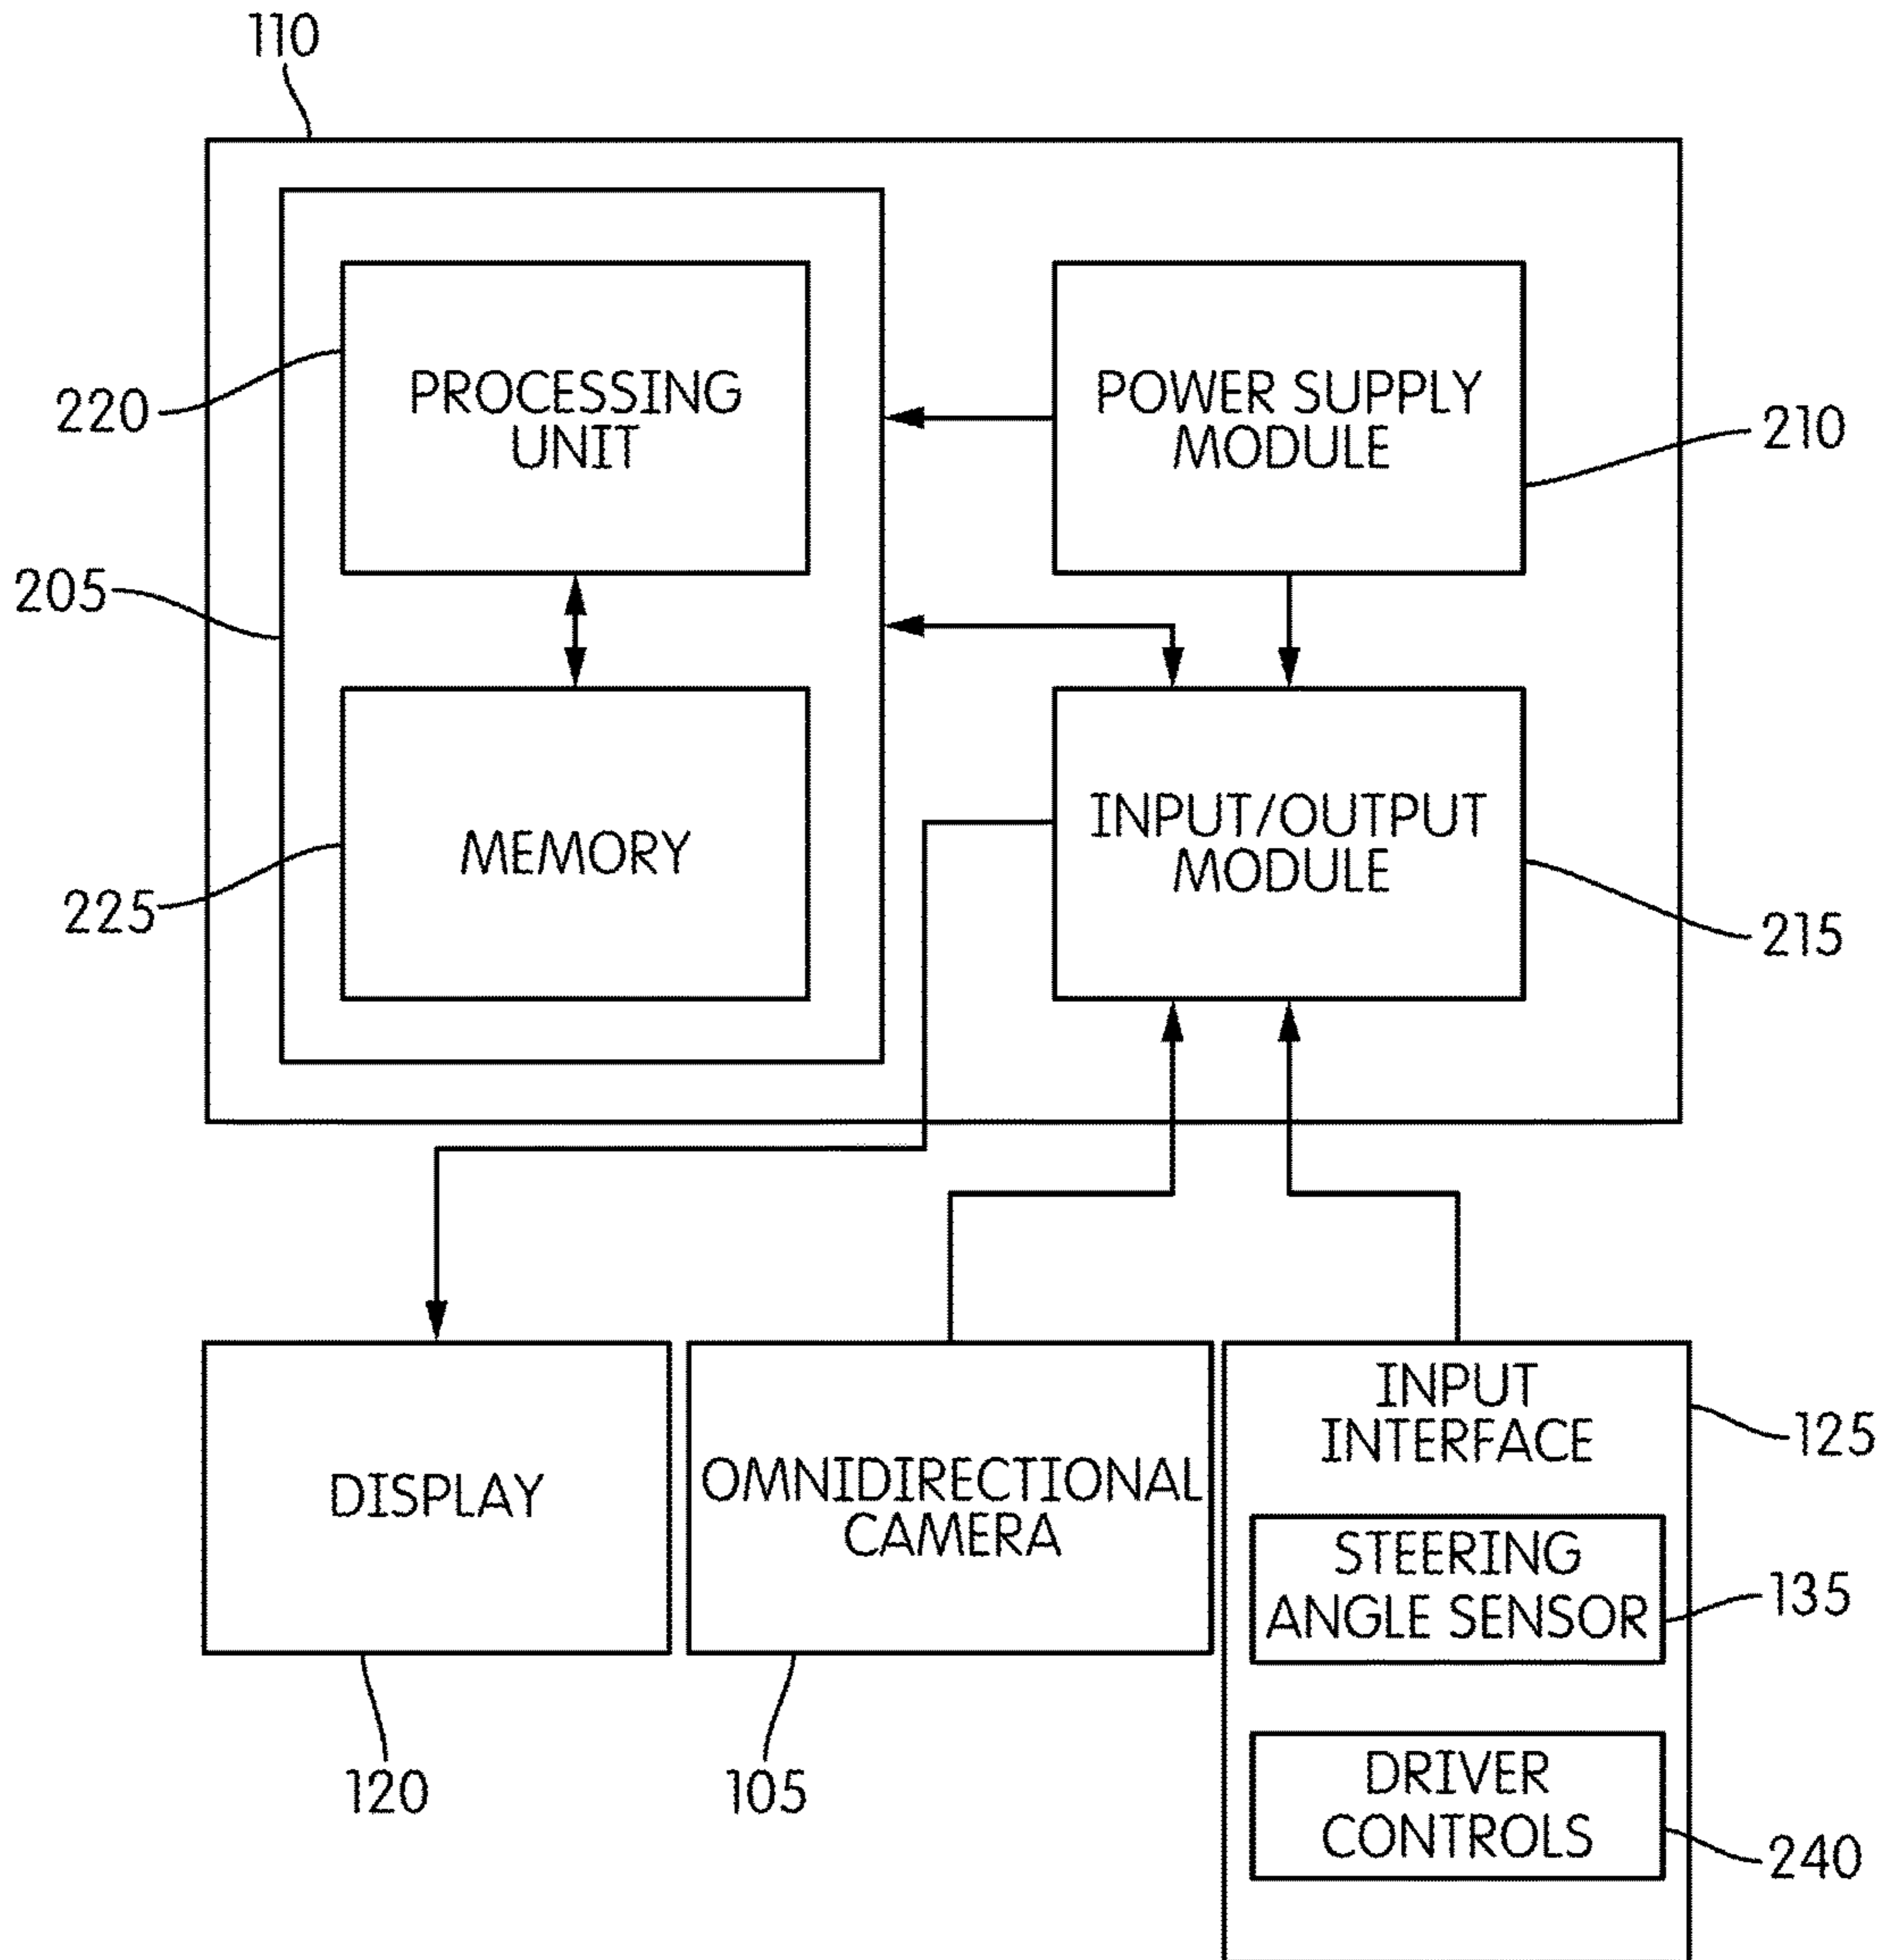 110
PROCESSING
UNIT
220
POWER SUPPLY
MODULE
210
205
MEMORY
225
INPUT/OUTPUT
MODULE
215
DISPLAY
120
OMNIDIRECTIONAL
CAMERA
105
INPUT
INTERFACE
125
STEERING
ANGLE SENSOR
135
DRIVER
CONTROLS
240